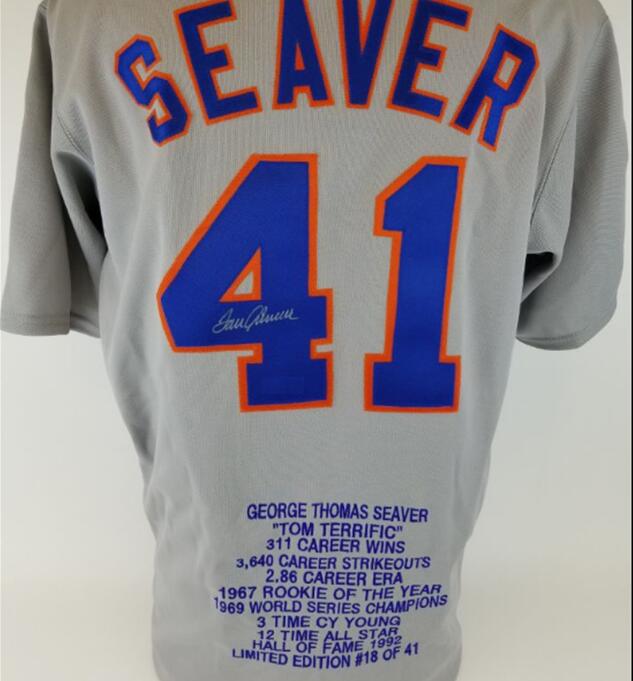 SEAVER
41
Tom Seaver
GEORGE THOMAS SEAVER
"TOM TERRIFIC"
311 CAREER WINS
3,640 CAREER STRIKEOUTS
2.86 CAREER ERA
1967 ROOKIE OF THE YEAR
1969 WORLD SERIES CHAMPIONS
3 TIME CY YOUNG
12 TIME ALL STAR
HALL OF FAME 1992
LIMITED EDITION #18 OF 41